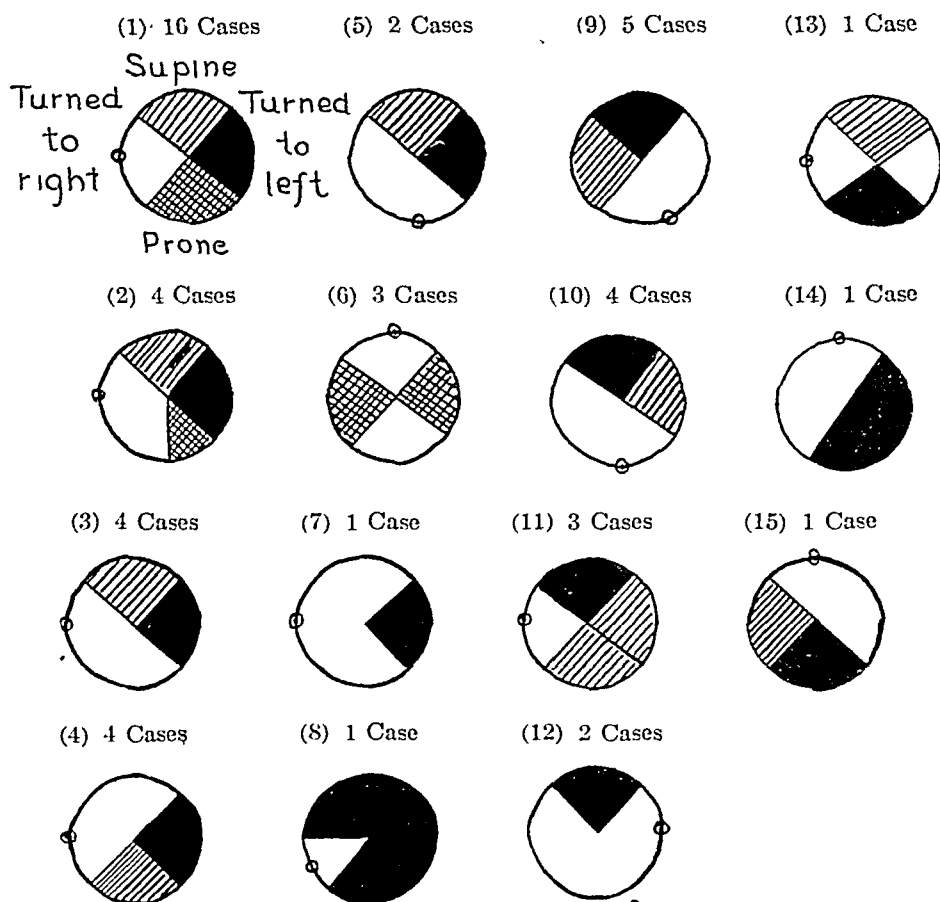 (1) 16 Cases
(5) 2 Cases
(9) 5 Cases
(13) 1 Case
Supine
Turned to right
Turned to left
Prone
(2) 4 Cases
(6) 3 Cases
(10) 4 Cases
(14) 1 Case
(3) 4 Cases
(7) 1 Case
(11) 3 Cases
(15) 1 Case
(4) 4 Cases
(8) 1 Case
(12) 2 Cases